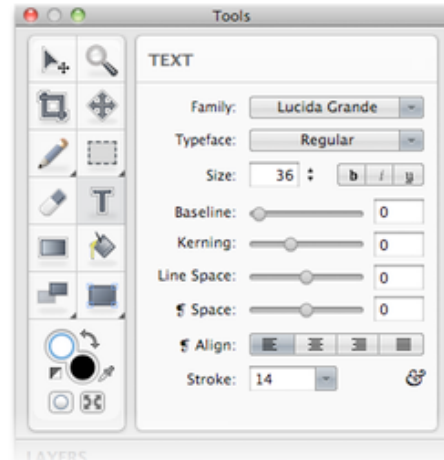 Tools
TEXT
Family: Lucida Grande
Typeface: Regular
Size: 36 b i u
Baseline: 0
Kerning: 0
Line Space: 0
¶ Space: 0
¶ Align:
Stroke: 14 &
LAYERS